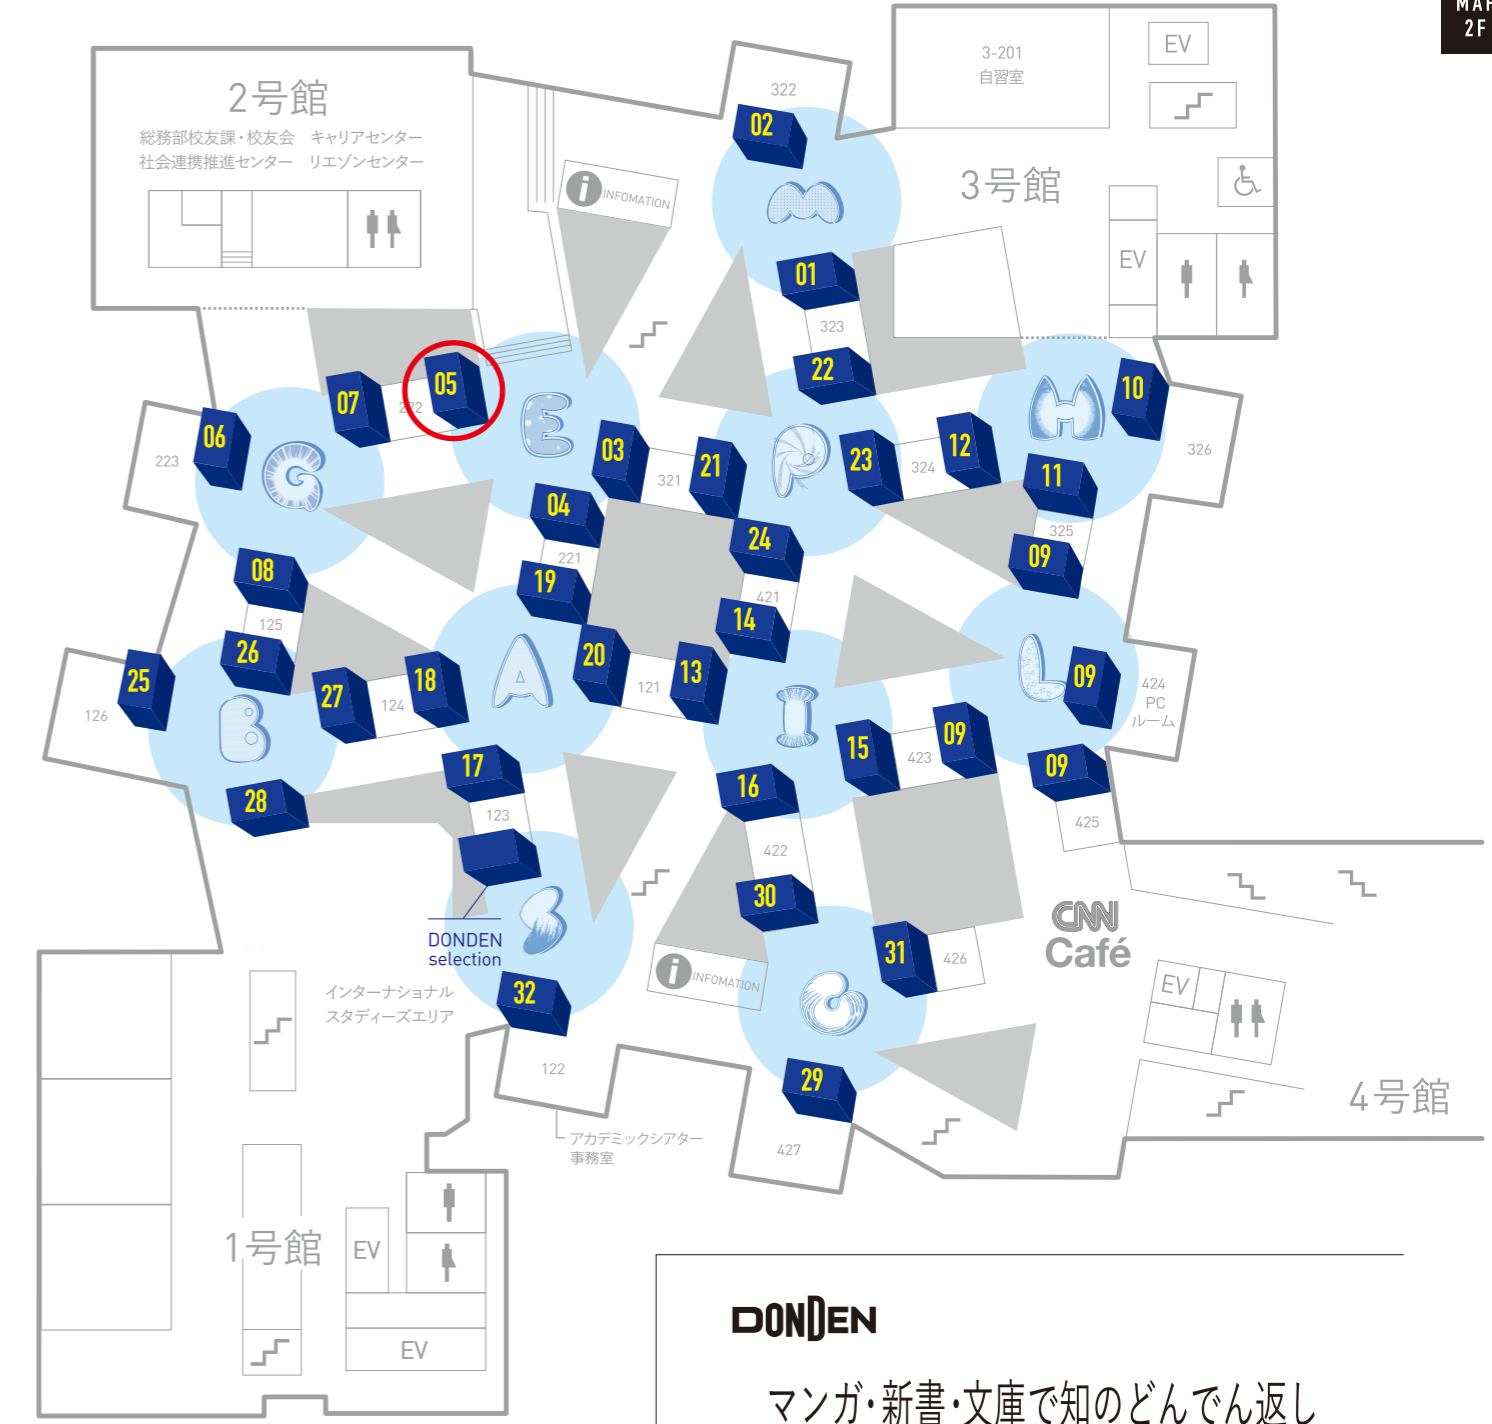 MAP
2F
3-201
自習室
EV
322
2号館
総務部校友課・校友会　キャリアセンター
社会連携推進センター　リエゾンセンター
02
i INFOMATION
M
3号館
EV
01
323
22
07
05
222
06
223
G
E
03
321
21
P
23
324
12
H
10
326
11
325
09
04
221
19
24
421
14
08
125
26
25
126
B
27
124
18
A
20
121
13
I
L
09
424
PC
ルーム
15
423
09
09
425
17
123
16
422
30
28
DONDEN
selection
S
32
インターナショナル
スタディーズエリア
i INFOMATION
31
426
CNN
Café
EV
C
29
122
アカデミックシアター
事務室
427
4号館
1号館
EV
EV
DONDEN
マンガ・新書・文庫で知のどんでん返し